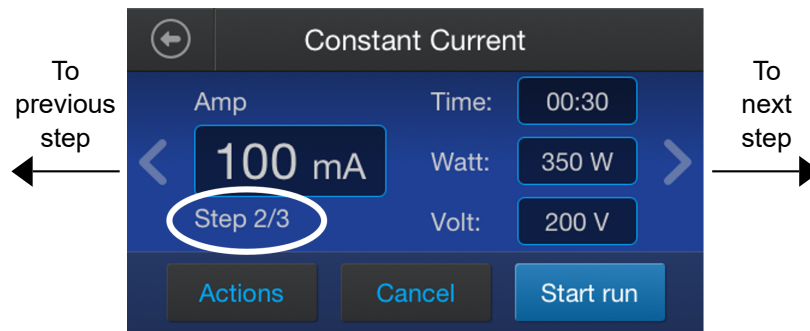 Constant Current
To
previous
step
Amp
100 mA
Step 2/3
Time: 00:30
Watt: 350 W
Volt: 200 V
To
next
step
Actions Cancel Start run